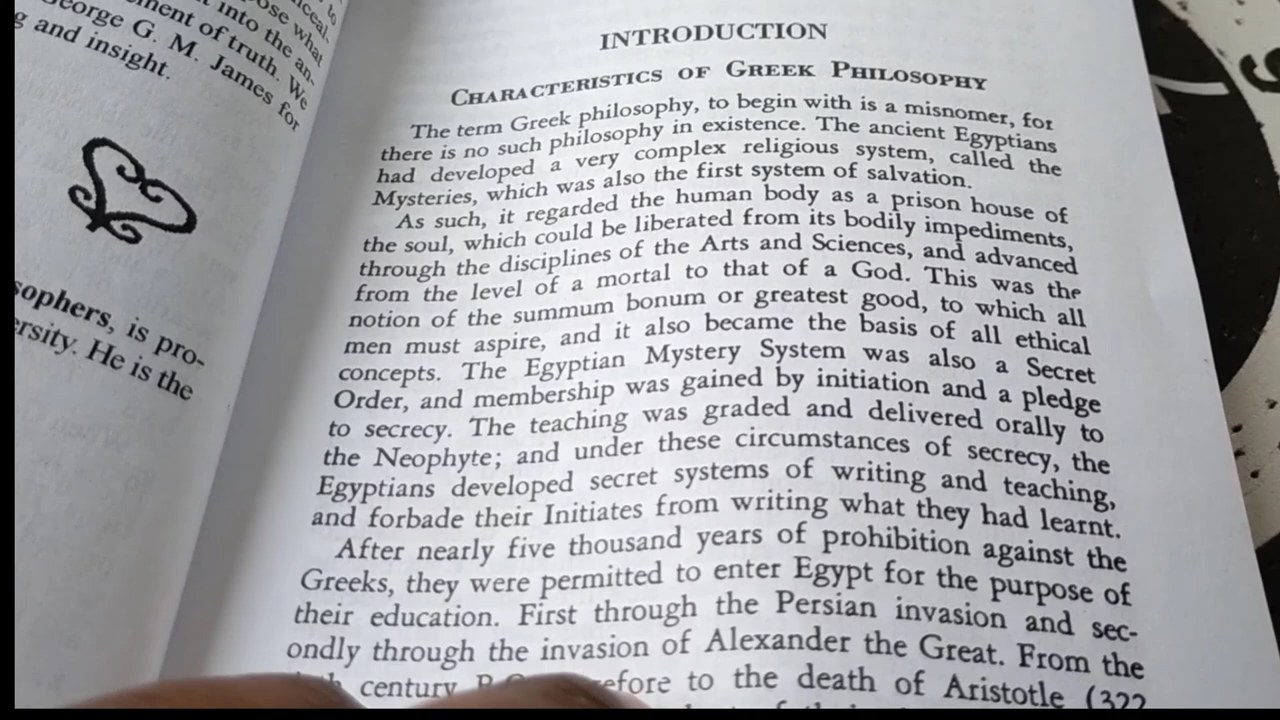 to
nceal-
ose what
t into the an-
ment of truth. We
George G. M. James for
g and insight.
sophers, is pro-
ersity. He is the
INTRODUCTION
CHARACTERISTICS OF GREEK PHILOSOPHY
The term Greek philosophy, to begin with is a misnomer, for
there is no such philosophy in existence. The ancient Egyptians
had developed a very complex religious system, called the
Mysteries, which was also the first system of salvation.
As such, it regarded the human body as a prison house of
the soul, which could be liberated from its bodily impediments,
through the disciplines of the Arts and Sciences, and advanced
from the level of a mortal to that of a God. This was the
notion of the summum bonum or greatest good, to which all
men must aspire, and it also became the basis of all ethical
concepts. The Egyptian Mystery System was also a Secret
Order, and membership was gained by initiation and a pledge
to secrecy. The teaching was graded and delivered orally to
the Neophyte; and under these circumstances of secrecy, the
Egyptians developed secret systems of writing and teaching,
and forbade their Initiates from writing what they had learnt.
After nearly five thousand years of prohibition against the
Greeks, they were permitted to enter Egypt for the purpose of
their education. First through the Persian invasion and sec-
ondly through the invasion of Alexander the Great. From the
century efore to the death of Aristotle (322